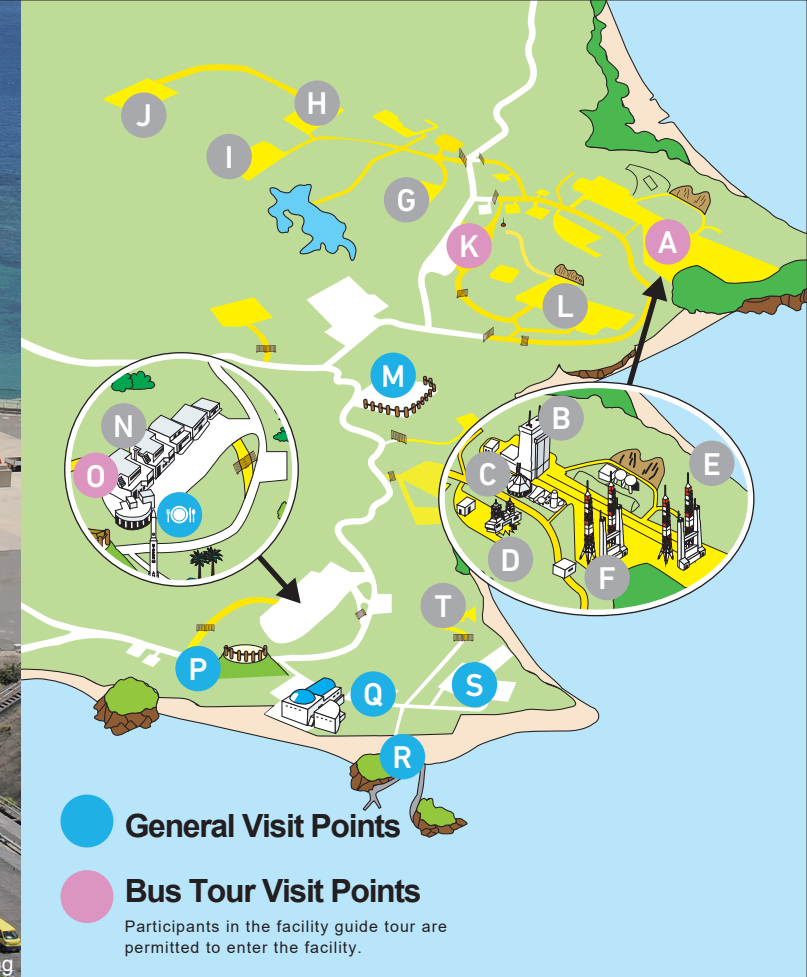 J
H
I
G
K
A
L
M
N
O
B
C
E
D
F
T
P
Q
S
R
General Visit Points
Bus Tour Visit Points
Participants in the facility guide tour are
permitted to enter the facility.